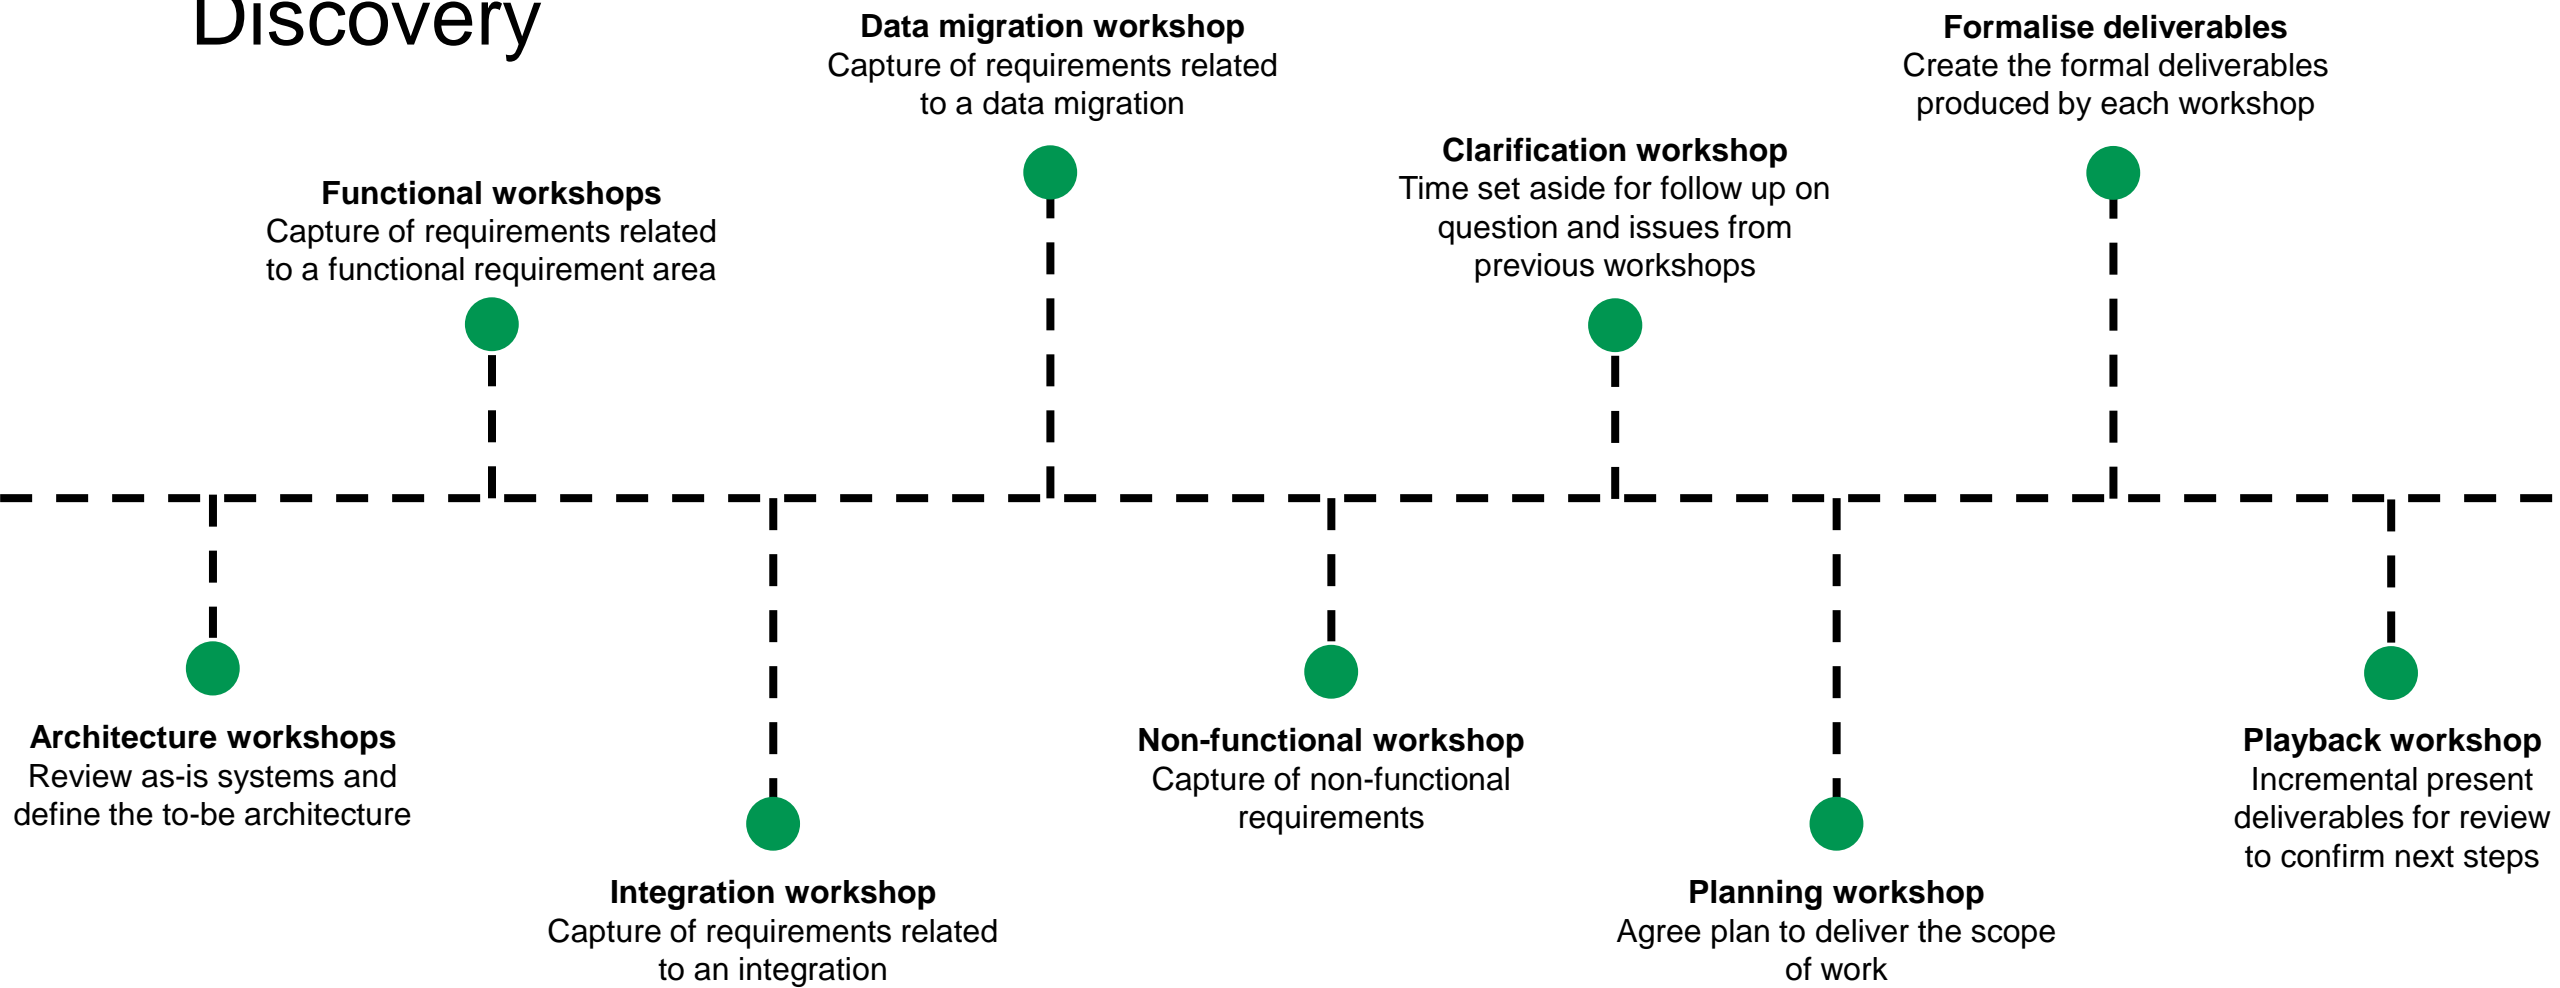 Discovery
Data migration workshop
Capture of requirements related
to a data migration
Formalise deliverables
Create the formal deliverables
produced by each workshop
Clarification workshop
Time set aside for follow up on
question and issues from
previous workshops
Functional workshops
Capture of requirements related
to a functional requirement area
Architecture workshops
Review as-is systems and
define the to-be architecture
Non-functional workshop
Capture of non-functional
requirements
Playback workshop
Incremental present
deliverables for review
to confirm next steps
Integration workshop
Capture of requirements related
to an integration
Planning workshop
Agree plan to deliver the scope
of work